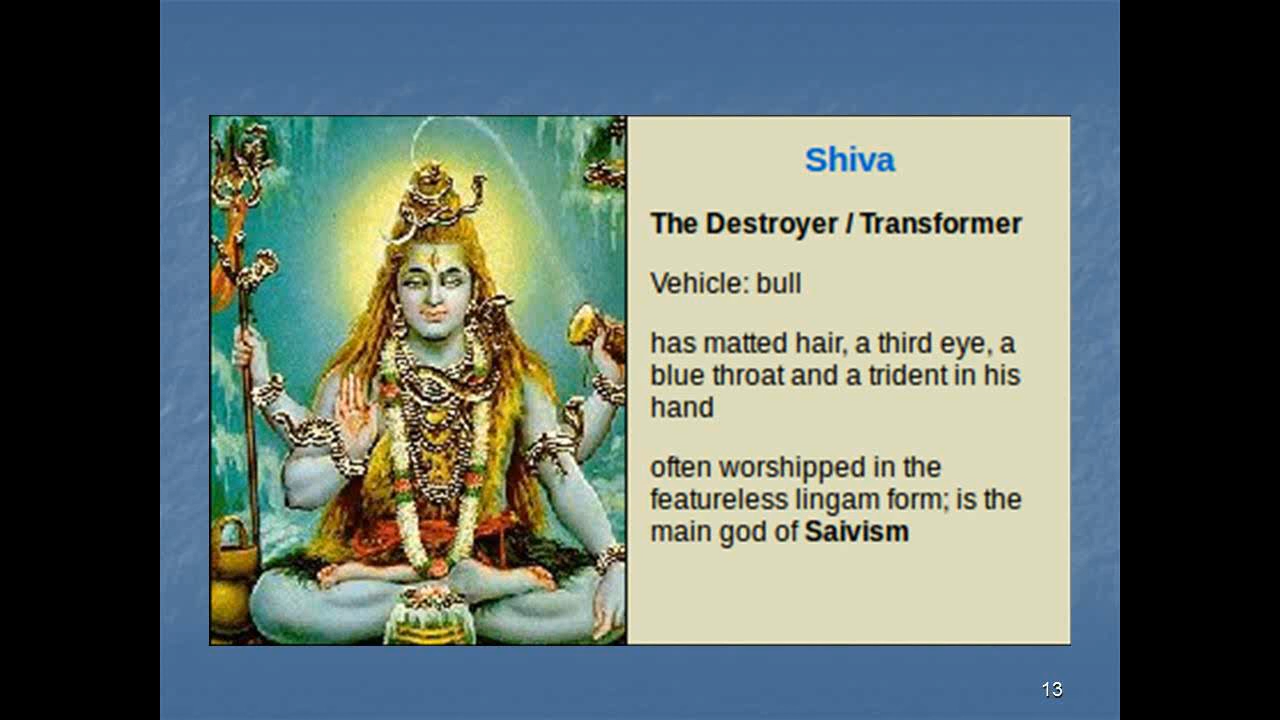 Shiva
The Destroyer / Transformer
Vehicle: bull
has matted hair, a third eye, a
blue throat and a trident in his
hand
often worshipped in the
featureless lingam form; is the
main god of Saivism
13